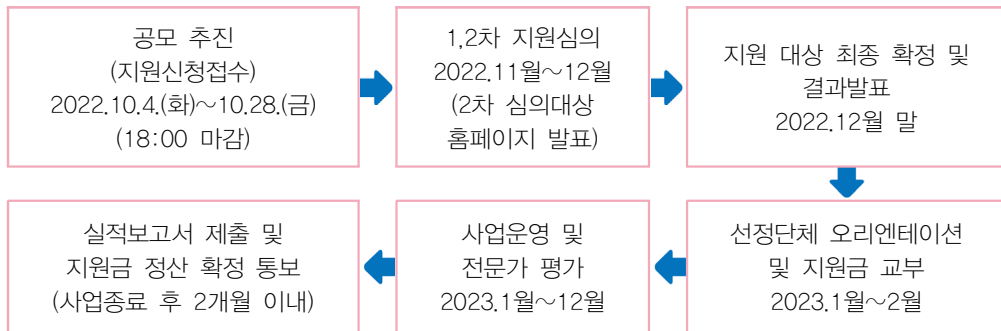 공모 추진
(지원신청접수)
2022.10.4.(화)~10.28.(금)
(18:00 마감)
1,2차 지원심의
2022.11월~12월
(2차 심의대상
홈페이지 발표)
지원 대상 최종 확정 및
결과발표
2022.12월 말
선정단체 오리엔테이션
및 지원금 교부
2023.1월~2월
사업운영 및
전문가 평가
2023.1월~12월
실적보고서 제출 및
지원금 정산 확정 통보
(사업종료 후 2개월 이내)